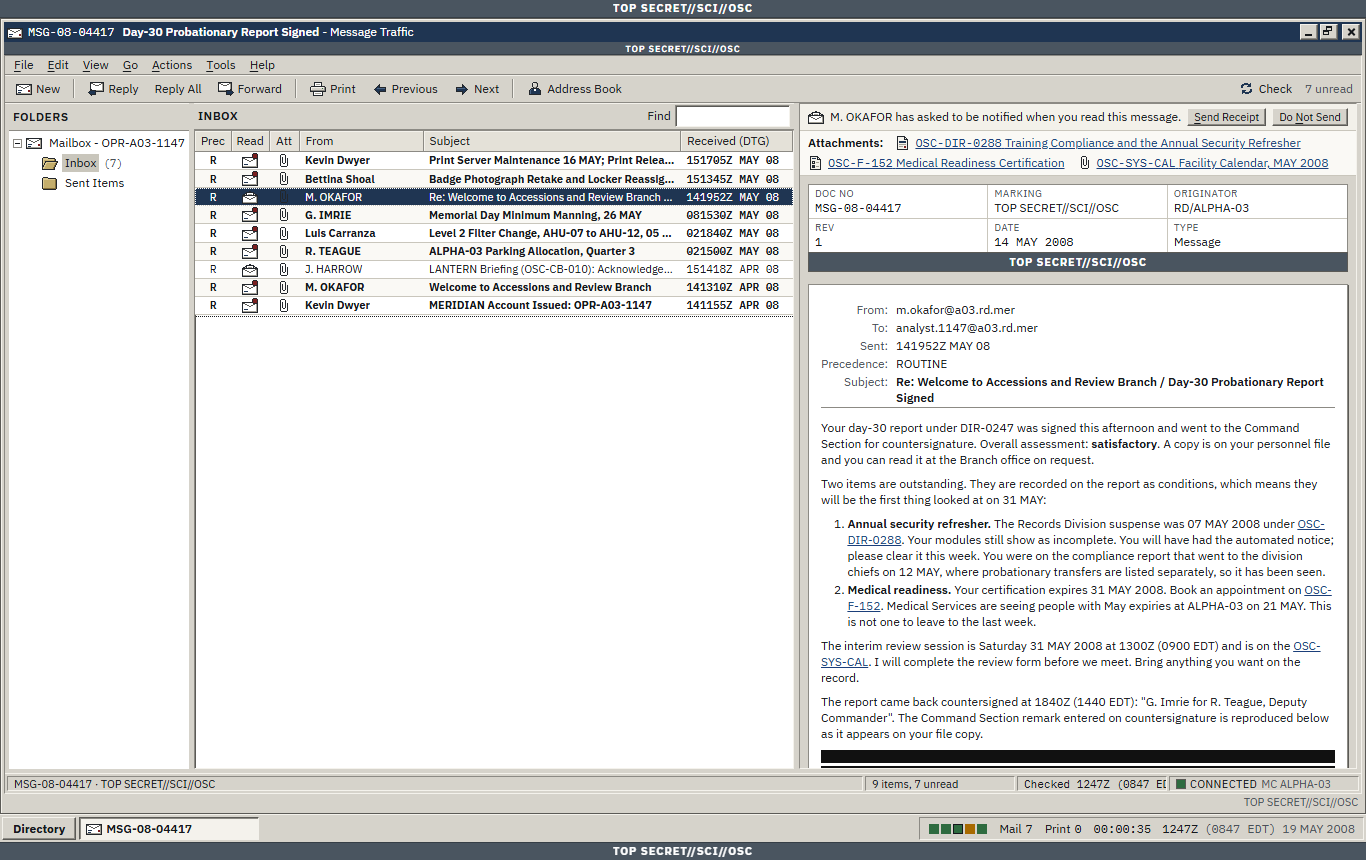 TOP SECRET//SCI//OSC
MSG-08-04417 Day-30 Probationary Report Signed - Message Traffic
TOP SECRET//SCI//OSC
File Edit View Go Actions Tools Help
New Reply Reply All Forward Print Previous Next Address Book Check 7 unread
FOLDERS
Mailbox - OPR-A03-1147
Inbox (7)
Sent Items
INBOX
Find
Prec Read Att From Subject Received (DTG)
R Kevin Dwyer Print Server Maintenance 16 MAY; Print Relea... 151705Z MAY 08
R Bettina Shoal Badge Photograph Retake and Locker Reassig... 151345Z MAY 08
R M. OKAFOR Re: Welcome to Accessions and Review Branch ... 141952Z MAY 08
R G. IMRIE Memorial Day Minimum Manning, 26 MAY 081530Z MAY 08
R Luis Carranza Level 2 Filter Change, AHU-07 to AHU-12, 05 ... 021840Z MAY 08
R R. TEAGUE ALPHA-03 Parking Allocation, Quarter 3 021500Z MAY 08
R J. HARROW LANTERN Briefing (OSC-CB-010): Acknowledge... 151418Z APR 08
R M. OKAFOR Welcome to Accessions and Review Branch 141310Z APR 08
R Kevin Dwyer MERIDIAN Account Issued: OPR-A03-1147 141155Z APR 08
M. OKAFOR has asked to be notified when you read this message. Send Receipt Do Not Send
Attachments: OSC-DIR-0288 Training Compliance and the Annual Security Refresher
OSC-F-152 Medical Readiness Certification OSC-SYS-CAL Facility Calendar, MAY 2008
DOC NO MARKING ORIGINATOR
MSG-08-04417 TOP SECRET//SCI//OSC RD/ALPHA-03
REV DATE TYPE
1 14 MAY 2008 Message
TOP SECRET//SCI//OSC
From: m.okafor@a03.rd.mer
To: analyst.1147@a03.rd.mer
Sent: 141952Z MAY 08
Precedence: ROUTINE
Subject: Re: Welcome to Accessions and Review Branch / Day-30 Probationary Report
Signed
Your day-30 report under DIR-0247 was signed this afternoon and went to the Command
Section for countersignature. Overall assessment: satisfactory. A copy is on your personnel file
and you can read it at the Branch office on request.
Two items are outstanding. They are recorded on the report as conditions, which means they
will be the first thing looked at on 31 MAY:
1. Annual security refresher. The Records Division suspense was 07 MAY 2008 under OSC-
DIR-0288. Your modules still show as incomplete. You will have had the automated notice;
please clear it this week. You were on the compliance report that went to the division
chiefs on 12 MAY, where probationary transfers are listed separately, so it has been seen.
2. Medical readiness. Your certification expires 31 MAY 2008. Book an appointment on OSC-
F-152. Medical Services are seeing people with May expiries at ALPHA-03 on 21 MAY. This
is not one to leave to the last week.
The interim review session is Saturday 31 MAY 2008 at 1300Z (0900 EDT) and is on the OSC-
SYS-CAL. I will complete the review form before we meet. Bring anything you want on the
record.
The report came back countersigned at 1840Z (1440 EDT): "G. Imrie for R. Teague, Deputy
Commander". The Command Section remark entered on countersignature is reproduced below
as it appears on your file copy.
MSG-08-04417 · TOP SECRET//SCI//OSC
9 items, 7 unread
Checked 1247Z (0847 ED
CONNECTED MC ALPHA-03
TOP SECRET//SCI//OSC
Directory MSG-08-04417 Mail 7 Print 0 00:00:35 1247Z (0847 EDT) 19 MAY 2008
TOP SECRET//SCI//OSC